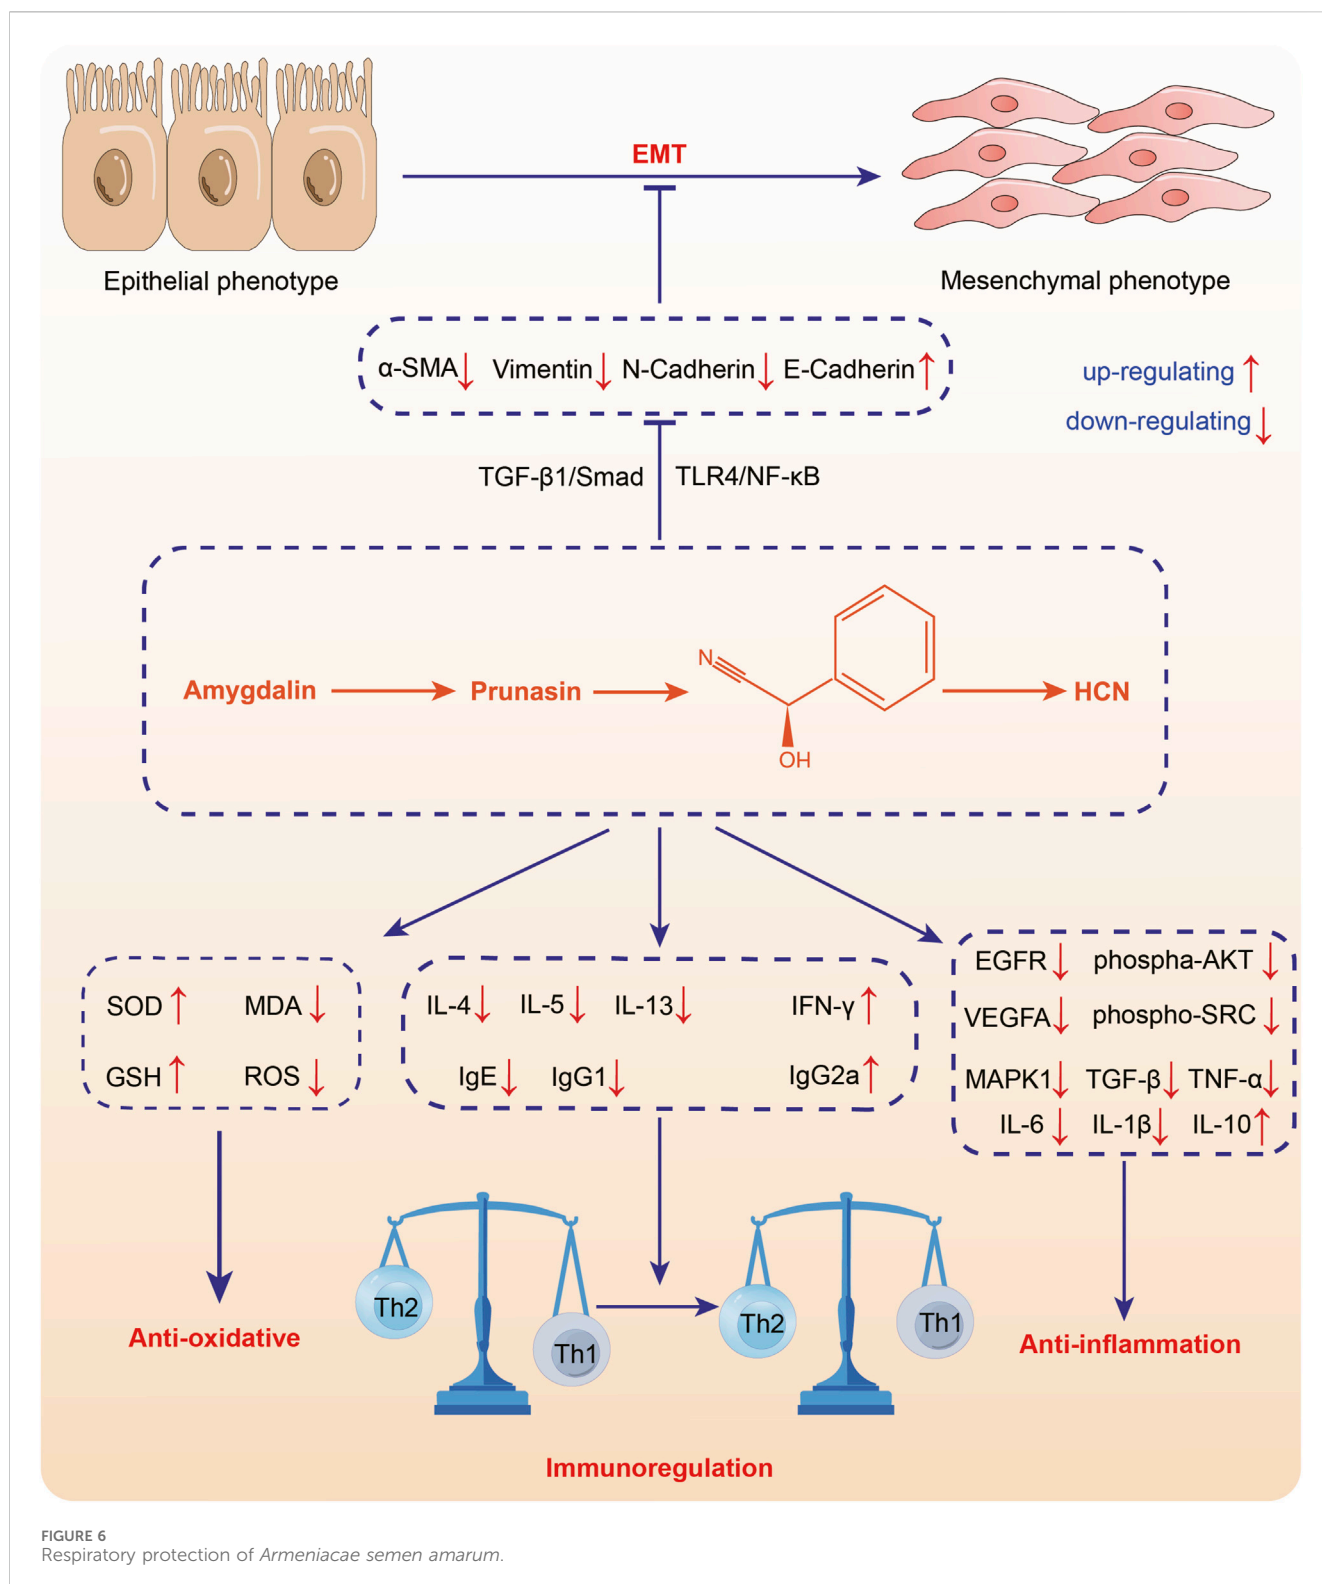 EMT
Epithelial phenotype
Mesenchymal phenotype
α-SMA↓ Vimentin↓ N-Cadherin↓ E-Cadherin↑
up-regulating ↑
down-regulating↓
TGF-β1/Smad TLR4/NF-κB
Amygdalin → Prunasin → N OH → HCN
SOD ↑ MDA ↓
GSH ↑ ROS ↓
IL-4↓ IL-5↓ IL-13↓ IFN-γ↑
IgE↓ IgG1↓ IgG2a↑
EGFR↓ phospha-AKT ↓
VEGFA↓ phospho-SRC ↓
MAPK1↓ TGF-β↓ TNF-α↓
IL-6 ↓ IL-1β↓ IL-10↑
Th2
Th1
Th2
Th1
Anti-oxidative
Anti-inflammation
Immunoregulation
FIGURE 6
Respiratory protection of Armeniacae semen amarum.